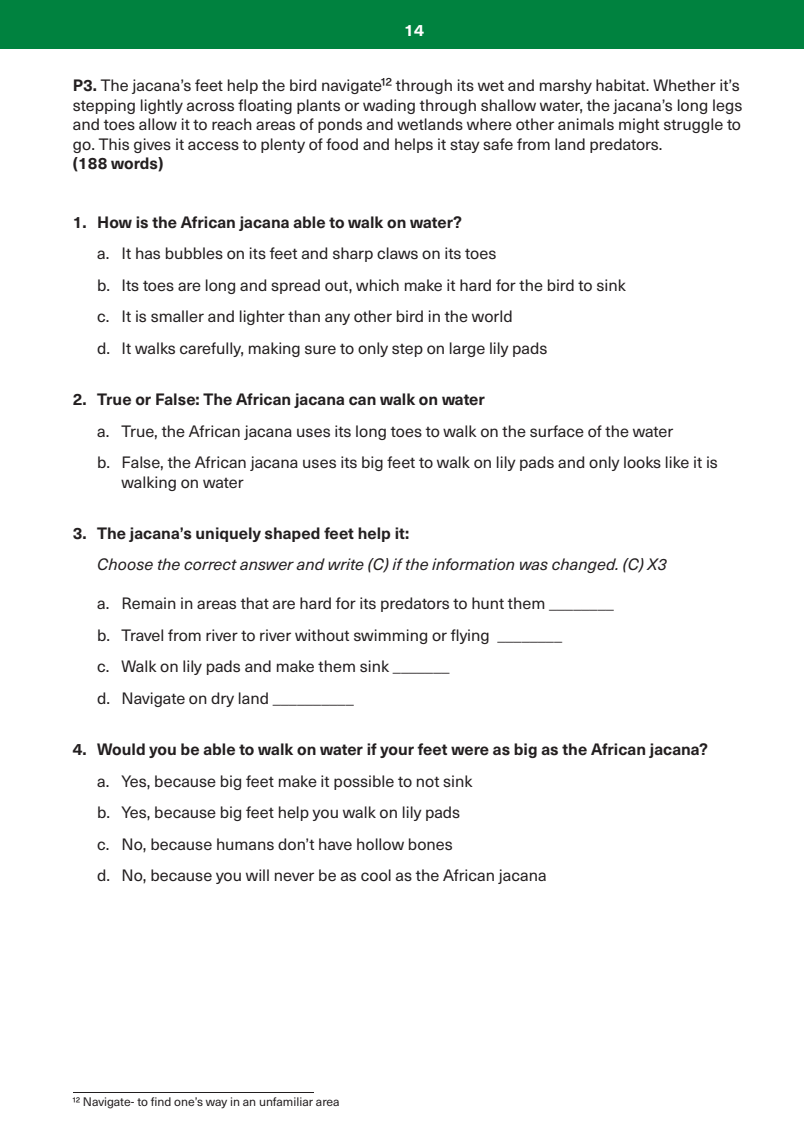 14
P3. The jacana's feet help the bird navigate¹² through its wet and marshy habitat. Whether it's
stepping lightly across floating plants or wading through shallow water, the jacana's long legs
and toes allow it to reach areas of ponds and wetlands where other animals might struggle to
go. This gives it access to plenty of food and helps it stay safe from land predators.
(188 words)
1. How is the African jacana able to walk on water?
a. It has bubbles on its feet and sharp claws on its toes
b. Its toes are long and spread out, which make it hard for the bird to sink
c. It is smaller and lighter than any other bird in the world
d. It walks carefully, making sure to only step on large lily pads
2. True or False: The African jacana can walk on water
a. True, the African jacana uses its long toes to walk on the surface of the water
b. False, the African jacana uses its big feet to walk on lily pads and only looks like it is
walking on water
3. The jacana's uniquely shaped feet help it:
Choose the correct answer and write (C) if the information was changed. (C) X3
a. Remain in areas that are hard for its predators to hunt them ________
b. Travel from river to river without swimming or flying ________
c. Walk on lily pads and make them sink _______
d. Navigate on dry land __________
4. Would you be able to walk on water if your feet were as big as the African jacana?
a. Yes, because big feet make it possible to not sink
b. Yes, because big feet help you walk on lily pads
c. No, because humans don't have hollow bones
d. No, because you will never be as cool as the African jacana
¹² Navigate- to find one's way in an unfamiliar area